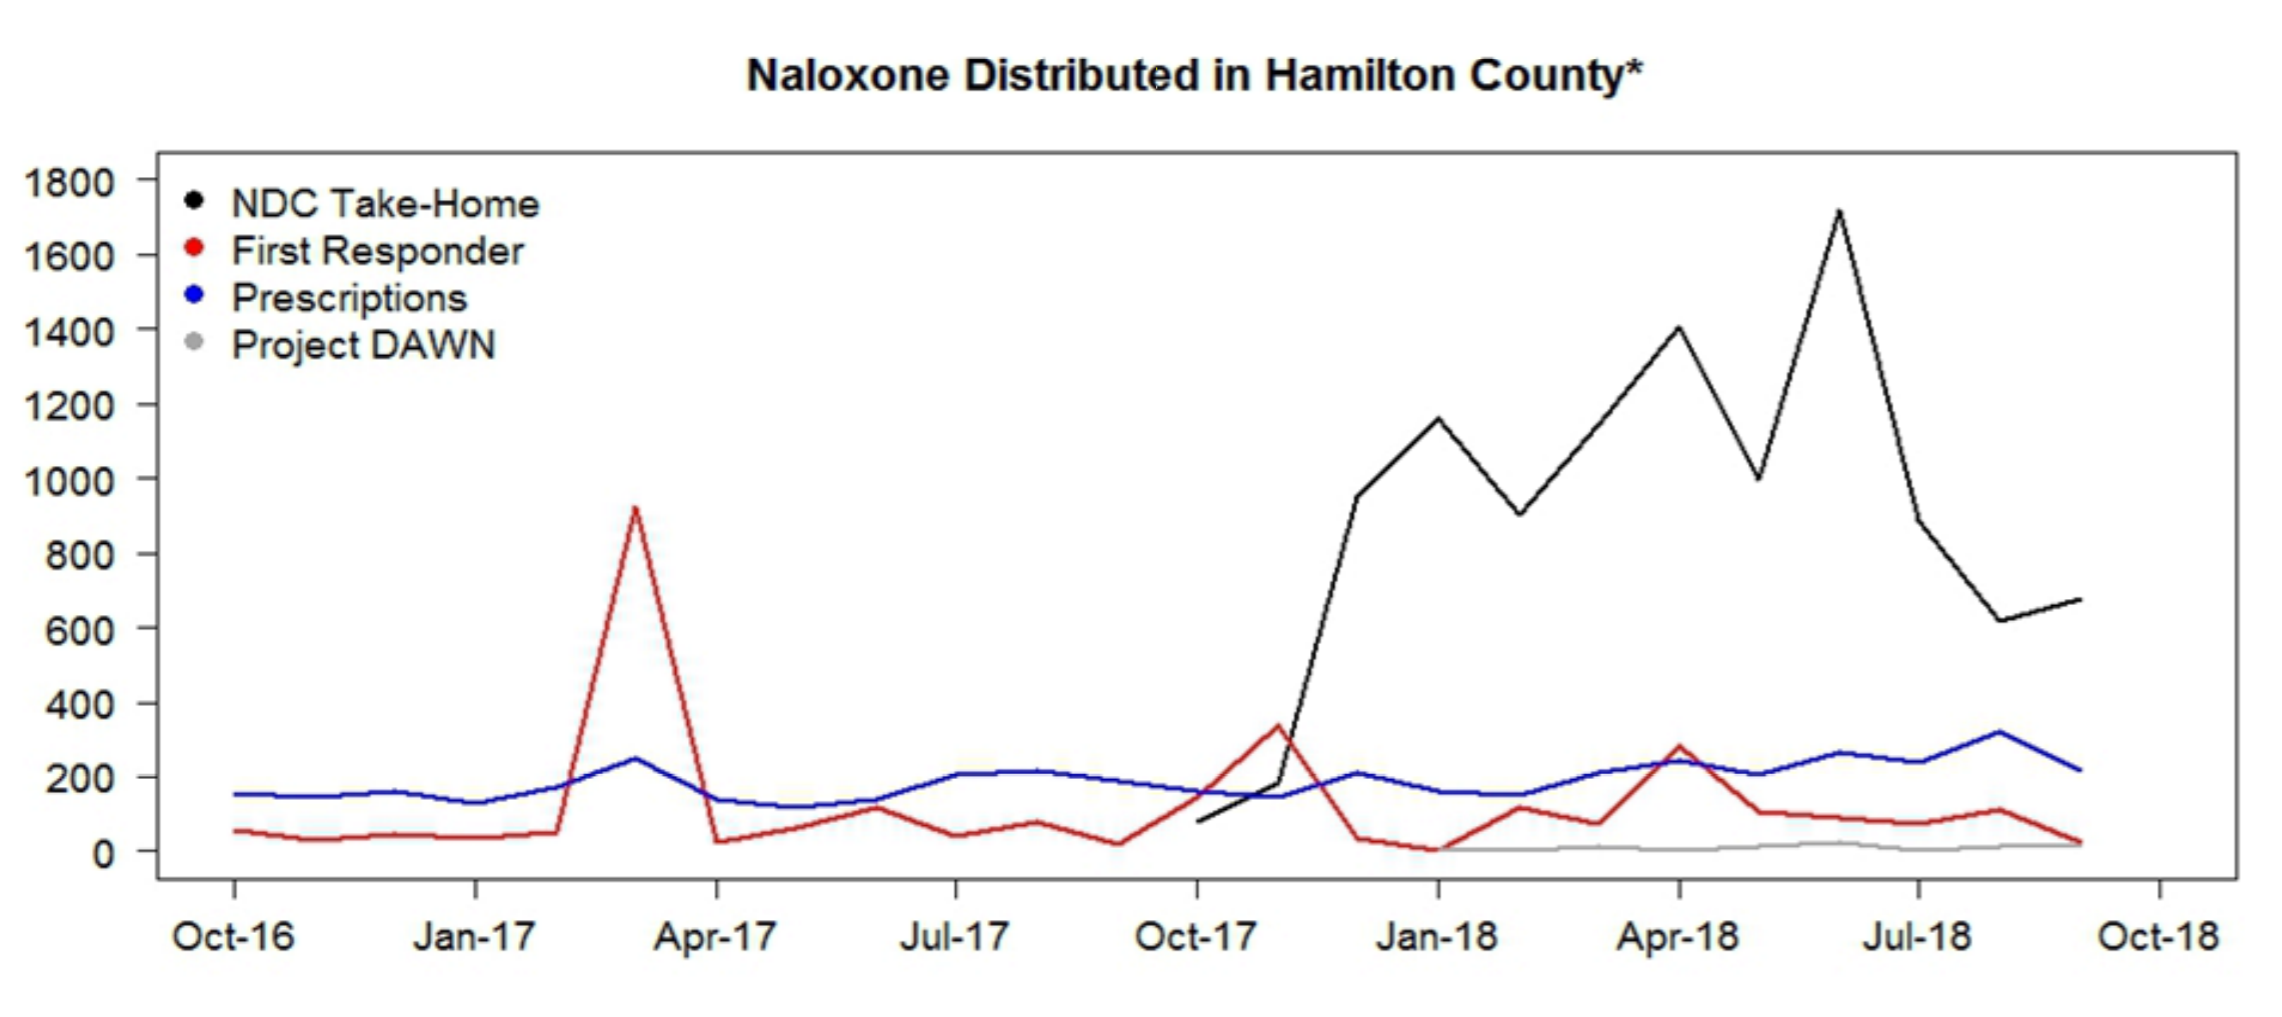 Naloxone Distributed in Hamilton County*
1800
1600
1400
1200
1000
800
600
400
200
0
NDC Take-Home
First Responder
Prescriptions
Project DAWN
Oct-16 Jan-17 Apr-17 Jul-17 Oct-17 Jan-18 Apr-18 Jul-18 Oct-18